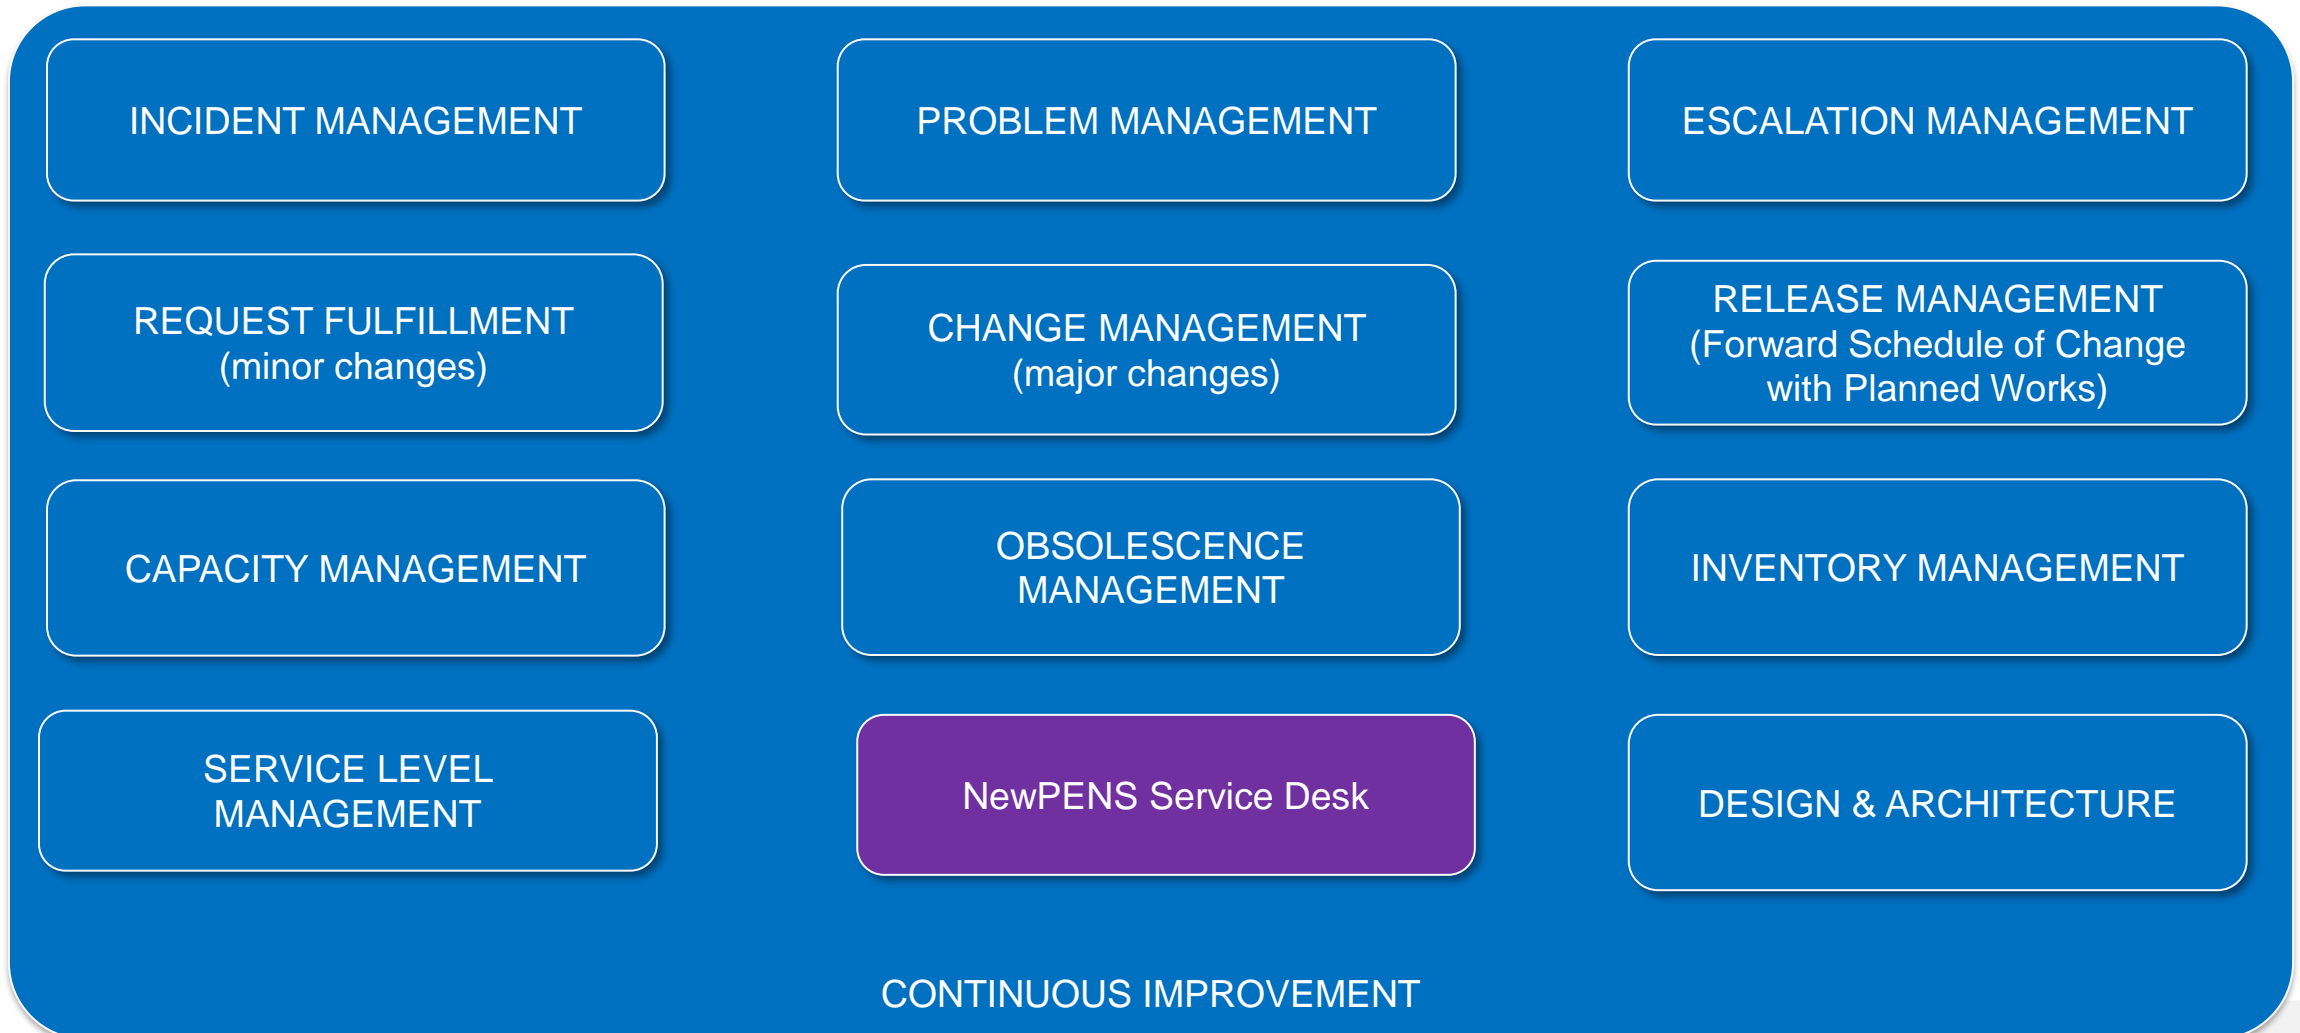 INCIDENT MANAGEMENT
PROBLEM MANAGEMENT
ESCALATION MANAGEMENT
REQUEST FULFILLMENT
(minor changes)
CHANGE MANAGEMENT
(major changes)
RELEASE MANAGEMENT
(Forward Schedule of Change
with Planned Works)
CAPACITY MANAGEMENT
OBSOLESCENCE
MANAGEMENT
INVENTORY MANAGEMENT
SERVICE LEVEL
MANAGEMENT
NewPENS Service Desk
DESIGN & ARCHITECTURE
CONTINUOUS IMPROVEMENT